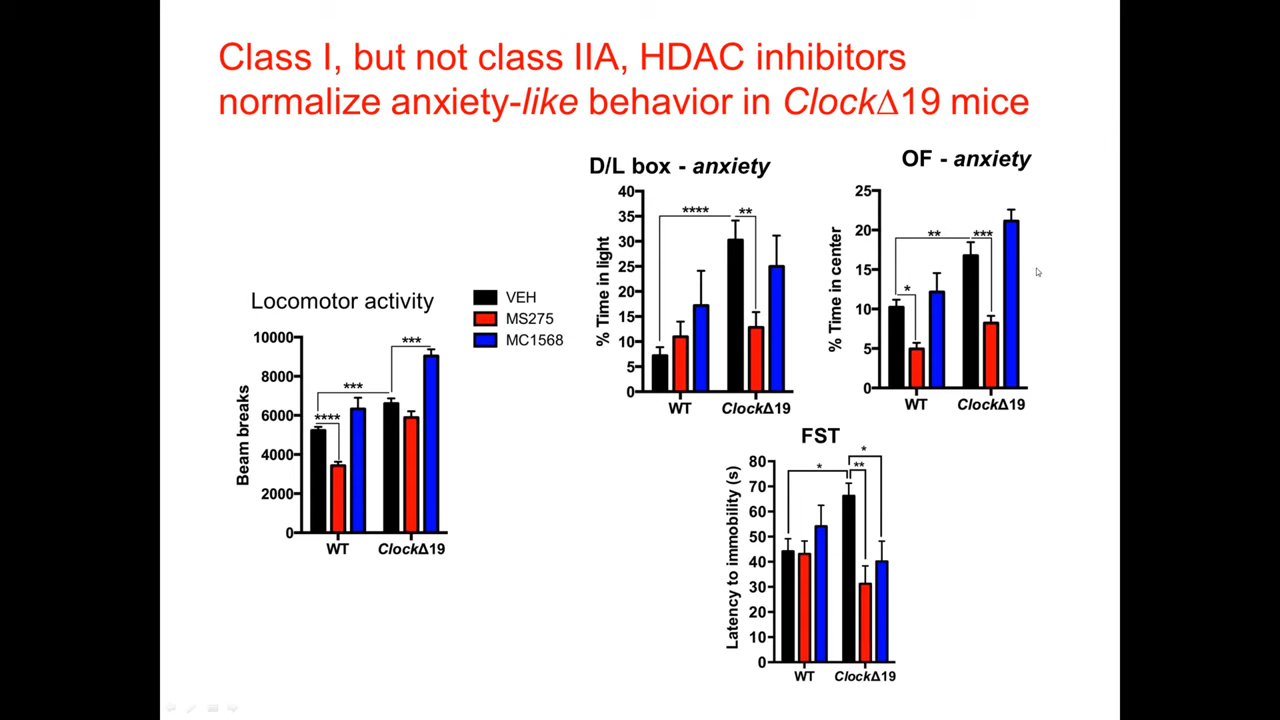 Class I, but not class IIA, HDAC inhibitors
normalize anxiety-like behavior in ClockΔ19 mice
D/L box - anxiety
% Time in light
40
35
30
25
20
15
10
5
0
****
**
WT
ClockΔ19
OF - anxiety
% Time in center
25
20
15
10
5
0
*
**
***
WT
ClockΔ19
Locomotor activity
VEH
MS275
MC1568
Beam breaks
10000
8000
6000
4000
2000
0
****
***
***
WT
ClockΔ19
FST
Latency to immobility (s)
80
70
60
50
40
30
20
10
0
*
**
*
WT
ClockΔ19